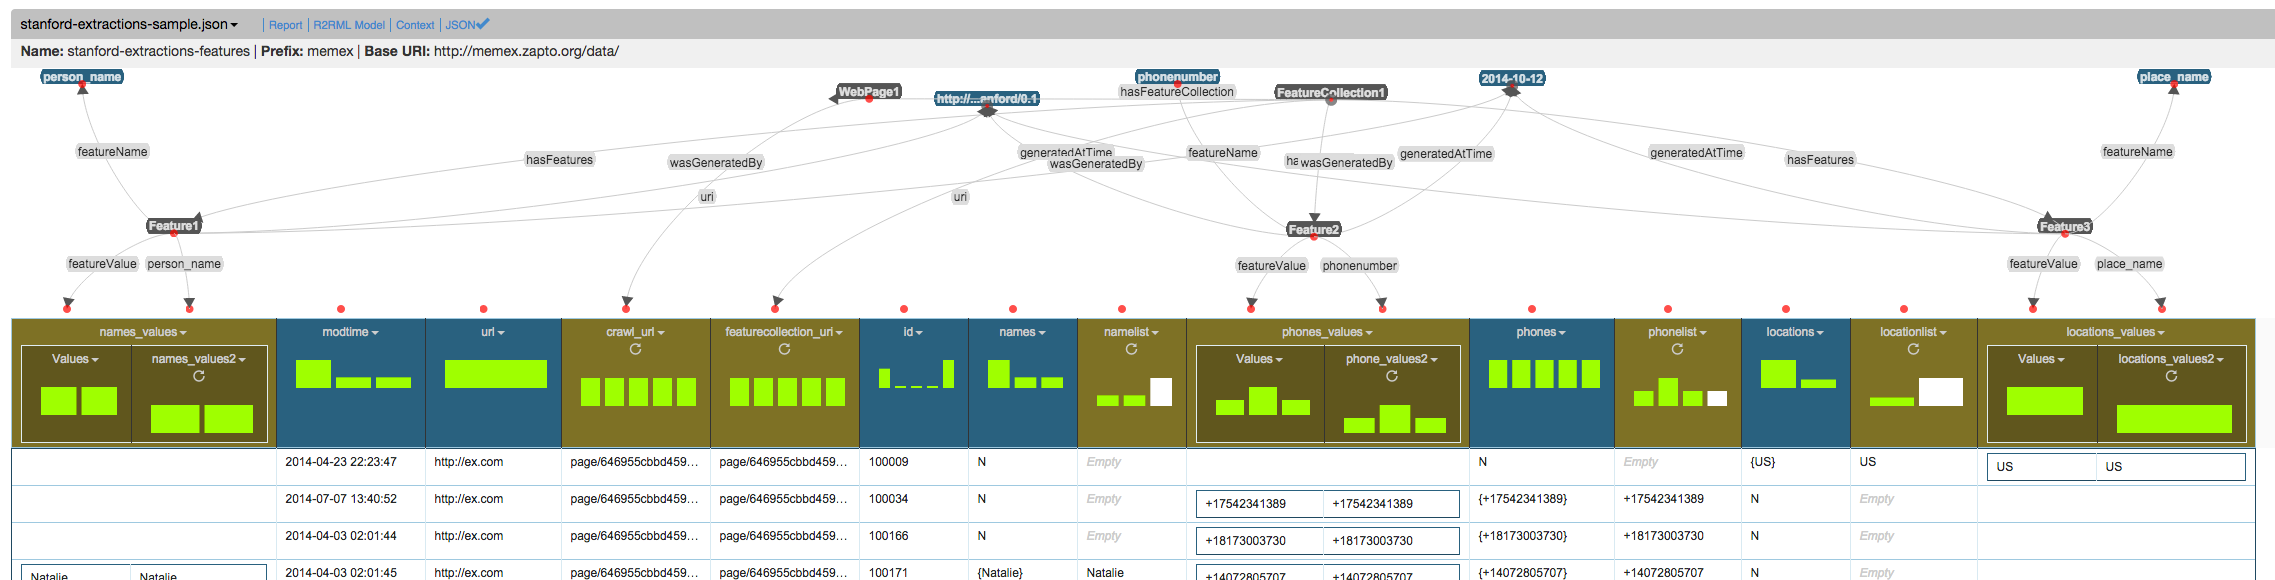 stanford-extractions-sample.json | Report | R2RML Model | Context | JSON
Name: stanford-extractions-features | Prefix: memex | Base URI: http://memex.zapto.org/data/
person_name phonenumber 2014-10-12 place_name
WebPage1 hasFeatureCollection FeatureCollection1
http://...anford/0.1
featureName hasFeatures wasGeneratedBy generatedAtTime wasGeneratedBy featureName wasGeneratedBy generatedAtTime generatedAtTime hasFeatures featureName
uri uri
Feature1 Feature2 Feature3
featureValue person_name featureValue phonenumber featureValue place_name
names_values modtime url crawl_url featurecollection_uri id names namelist phones_values phones phonelist locations locationlist locations_values
Values names_values2 Values phone_values2 Values locations_values2
2014-04-23 22:23:47 http://ex.com page/646955cbbd459... page/646955cbbd459... 100009 N Empty N Empty {US} US US US
2014-07-07 13:40:52 http://ex.com page/646955cbbd459... page/646955cbbd459... 100034 N Empty +17542341389 +17542341389 {+17542341389} +17542341389 N Empty
2014-04-03 02:01:44 http://ex.com page/646955cbbd459... page/646955cbbd459... 100166 N Empty +18173003730 +18173003730 {+18173003730} +18173003730 N Empty
Natalie Natalie 2014-04-03 02:01:45 http://ex.com page/646955cbbd459... page/646955cbbd459... 100171 {Natalie} Natalie +14072805707 +14072805707 {+14072805707} +14072805707 N Empty